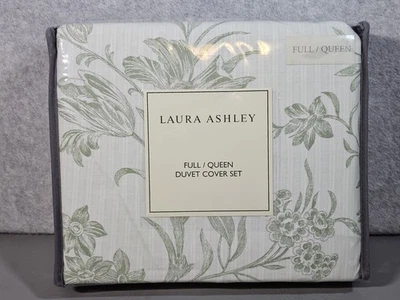 FULL / QUEEN
LAURA ASHLEY
FULL / QUEEN
DUVET COVER SET